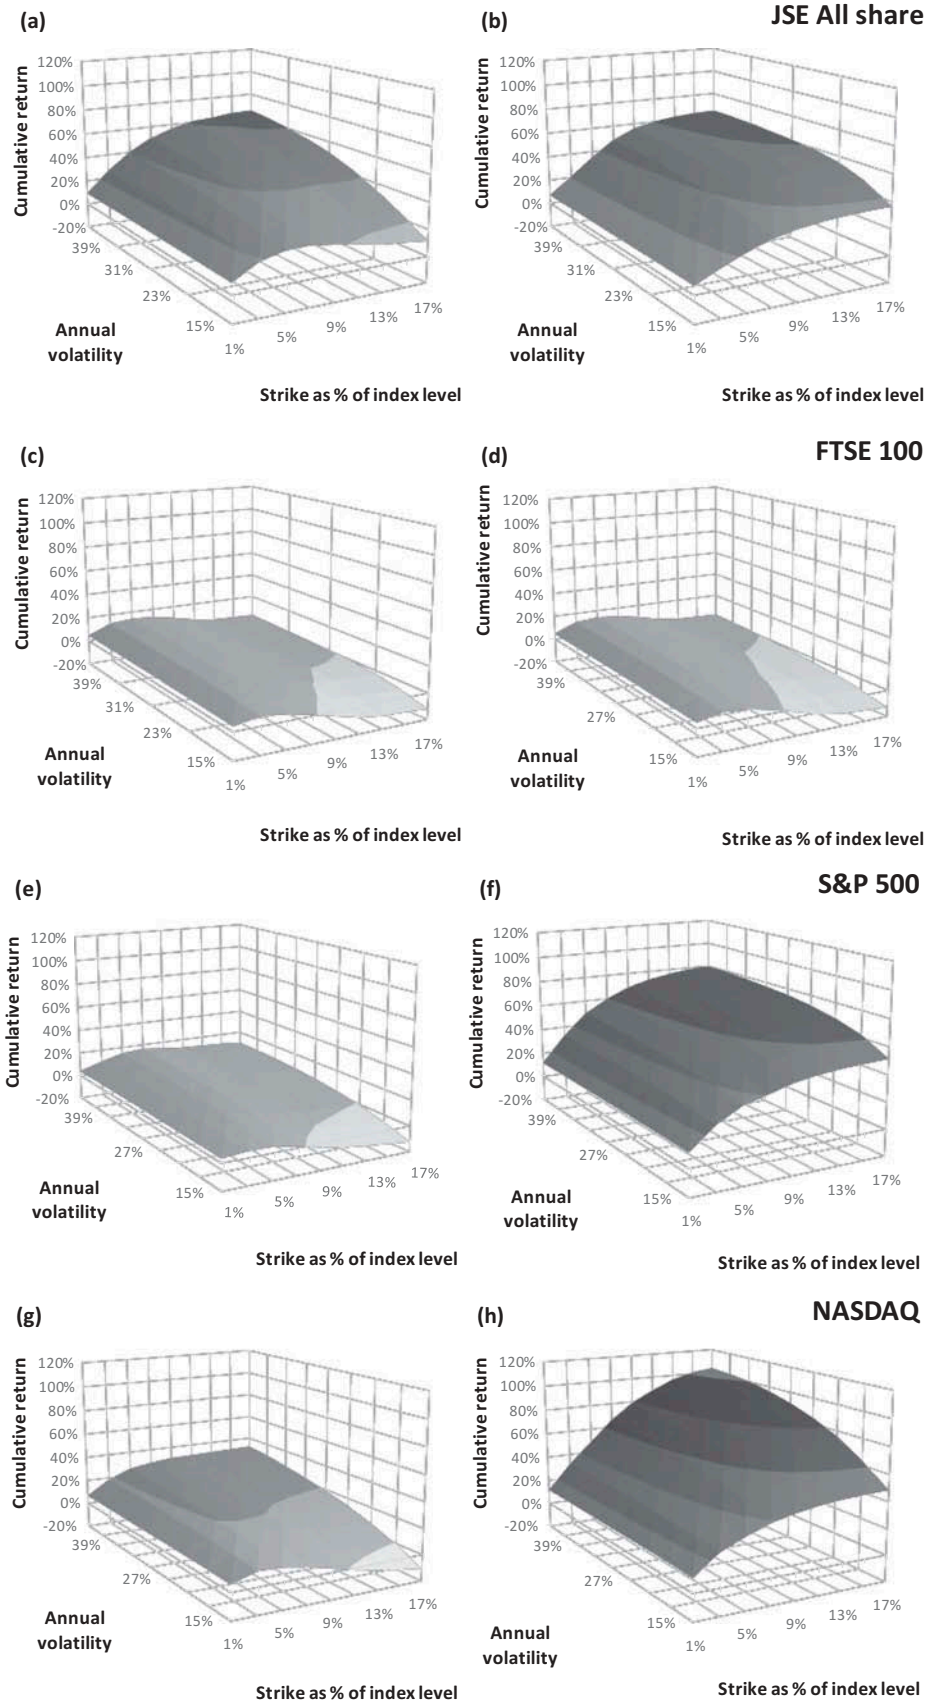 (a)
(b)
JSE All share
120%
100%
80%
60%
40%
20%
0%
-20%
Cumulative return
39%
31%
23%
15%
Annual
volatility
1%
5%
9%
13%
17%
Strike as % of index level
120%
100%
80%
60%
40%
20%
0%
-20%
Cumulative return
39%
31%
23%
15%
Annual
volatility
1%
5%
9%
13%
17%
Strike as % of index level
(c)
(d)
FTSE 100
120%
100%
80%
60%
40%
20%
0%
-20%
Cumulative return
39%
31%
23%
15%
Annual
volatility
1%
5%
9%
13%
17%
Strike as % of index level
120%
100%
80%
60%
40%
20%
0%
-20%
Cumulative return
39%
27%
15%
Annual
volatility
1%
5%
9%
13%
17%
Strike as % of index level
(e)
(f)
S&P 500
120%
100%
80%
60%
40%
20%
0%
-20%
Cumulative return
39%
27%
15%
Annual
volatility
1%
5%
9%
13%
17%
Strike as % of index level
120%
100%
80%
60%
40%
20%
0%
-20%
Cumulative return
39%
27%
15%
Annual
volatility
1%
5%
9%
13%
17%
Strike as % of index level
(g)
(h)
NASDAQ
120%
100%
80%
60%
40%
20%
0%
-20%
Cumulative return
39%
27%
15%
Annual
volatility
1%
5%
9%
13%
17%
Strike as % of index level
120%
100%
80%
60%
40%
20%
0%
-20%
Cumulative return
39%
27%
15%
Annual
volatility
1%
5%
9%
13%
17%
Strike as % of index level